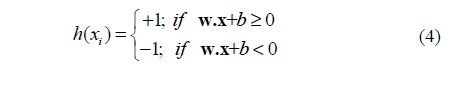 h(x_i) = { +1; if w.x+b ≥ 0
−1; if w.x+b < 0 (4)